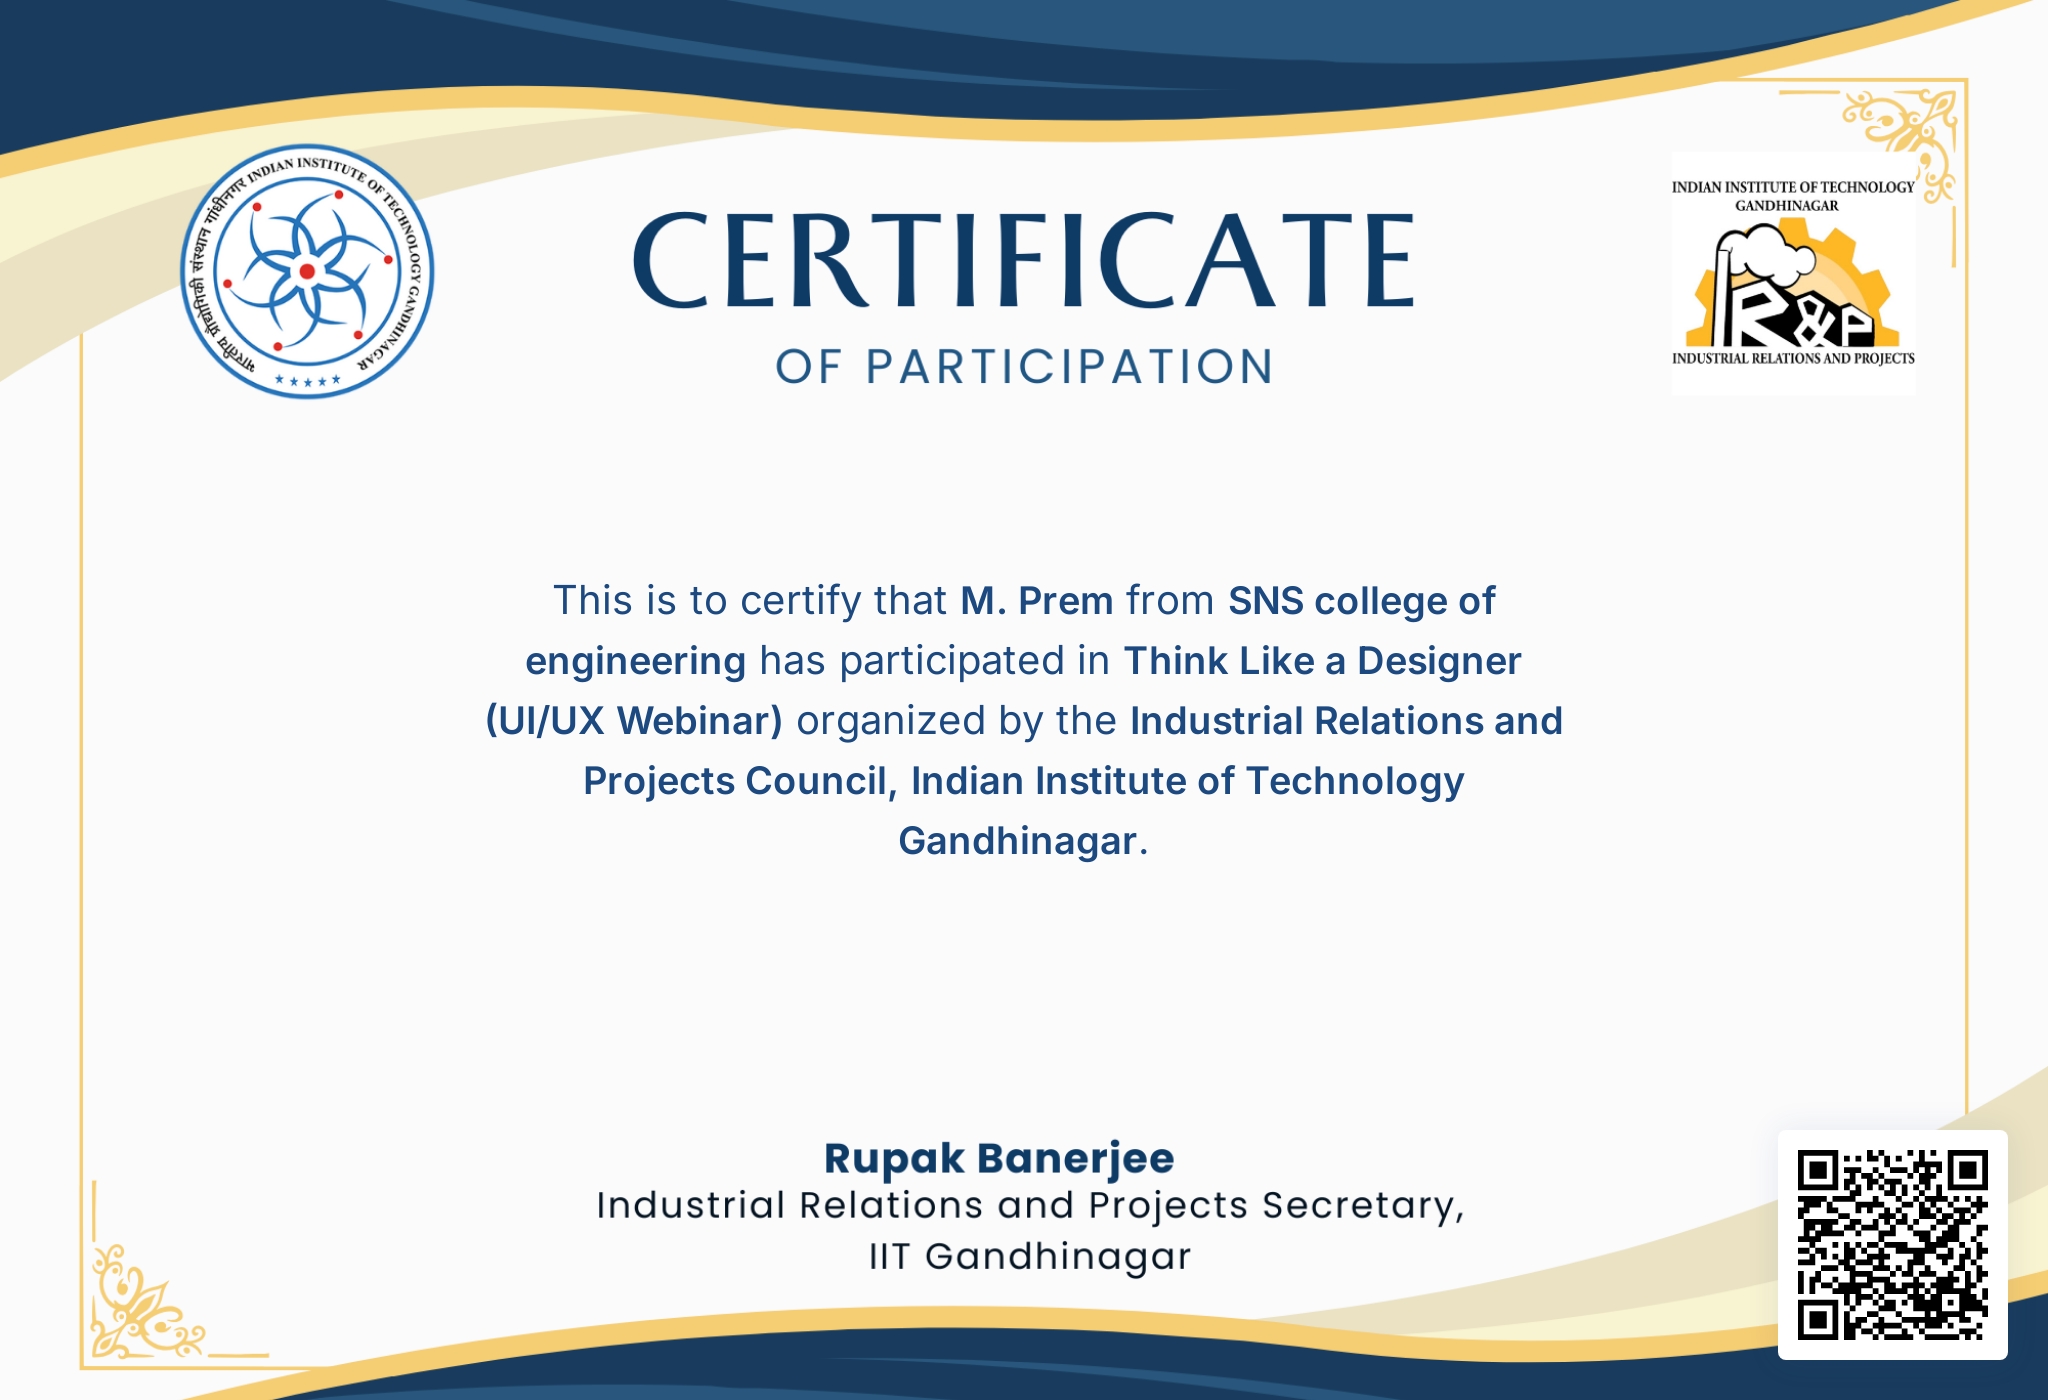 भारतीय प्रौद्योगिकी संस्थान गांधीनगर INDIAN INSTITUTE OF TECHNOLOGY GANDHINAGAR
CERTIFICATE
OF PARTICIPATION
INDIAN INSTITUTE OF TECHNOLOGY
GANDHINAGAR
R&P
INDUSTRIAL RELATIONS AND PROJECTS
This is to certify that M. Prem from SNS college of
engineering has participated in Think Like a Designer
(UI/UX Webinar) organized by the Industrial Relations and
Projects Council, Indian Institute of Technology
Gandhinagar.
Rupak Banerjee
Industrial Relations and Projects Secretary,
IIT Gandhinagar